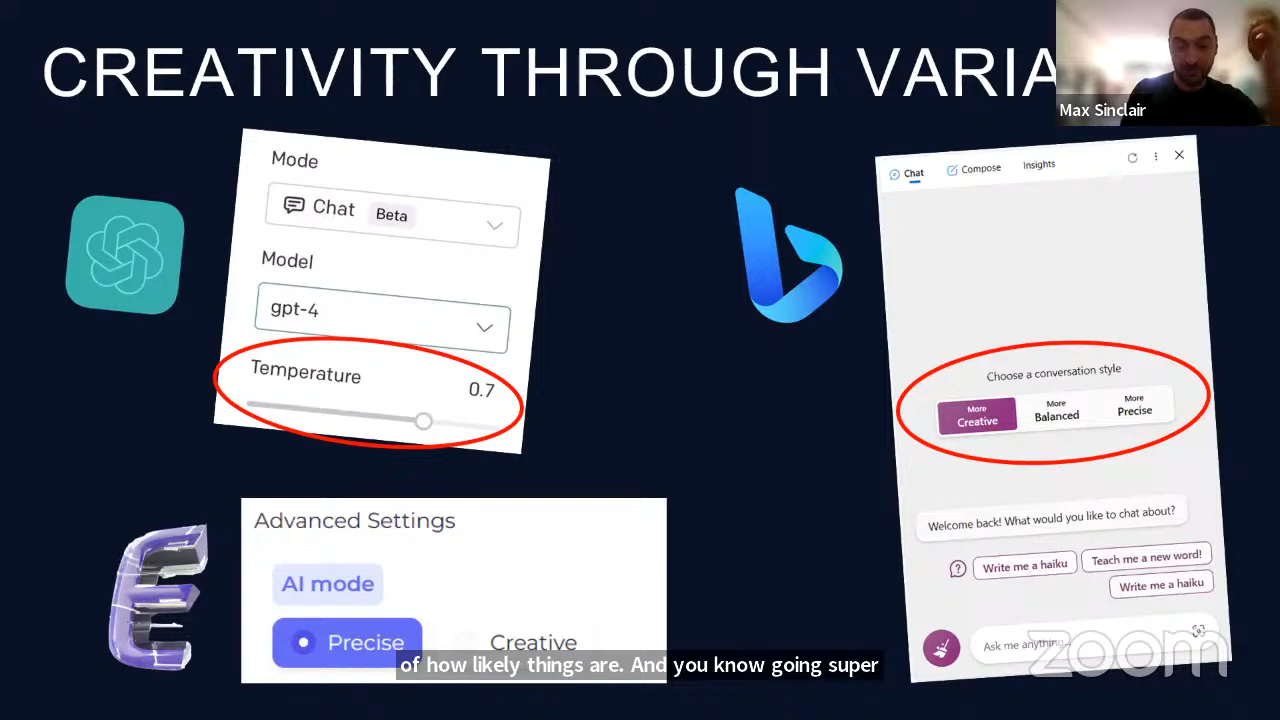 CREATIVITY THROUGH VARIA
Max Sinclair
Mode
Chat Beta
Model
gpt-4
Temperature 0.7
Chat Compose Insights
Choose a conversation style
More Creative
More Balanced
More Precise
Welcome back! What would you like to chat about?
Write me a haiku
Teach me a new word!
Write me a haiku
Ask me anything...
Advanced Settings
AI mode
Precise Creative
of how likely things are. And you know going super
zoom